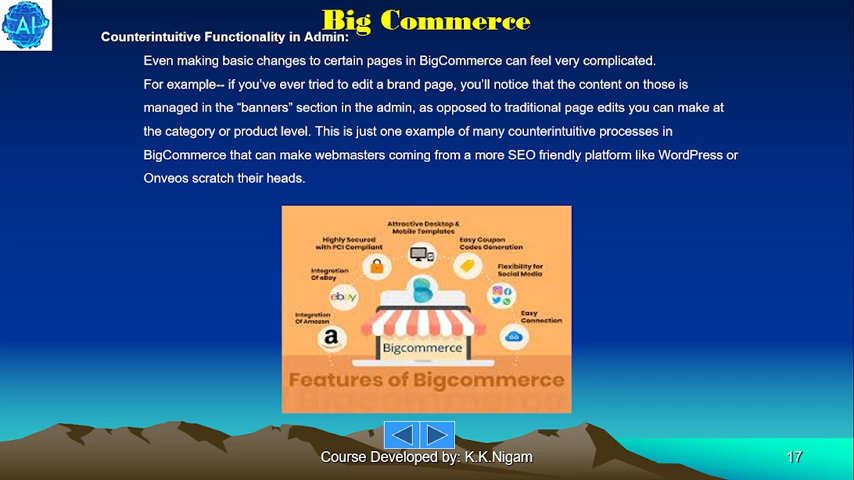 AI
Big Commerce
Counterintuitive Functionality in Admin:
Even making basic changes to certain pages in BigCommerce can feel very complicated.
For example-- if you’ve ever tried to edit a brand page, you’ll notice that the content on those is
managed in the “banners” section in the admin, as opposed to traditional page edits you can make at
the category or product level. This is just one example of many counterintuitive processes in
BigCommerce that can make webmasters coming from a more SEO friendly platform like WordPress or
Onveos scratch their heads.
Attractive Desktop &
Mobile Templates
Highly Secured
with PCI Compliant
Easy Coupon
Codes Generation
Integration
Of eBay
Flexibility for
Social Media
ebay
Integration
Of Amazon
Easy
Connection
a
Bigcommerce
Features of Bigcommerce
Course Developed by: K.K.Nigam
17